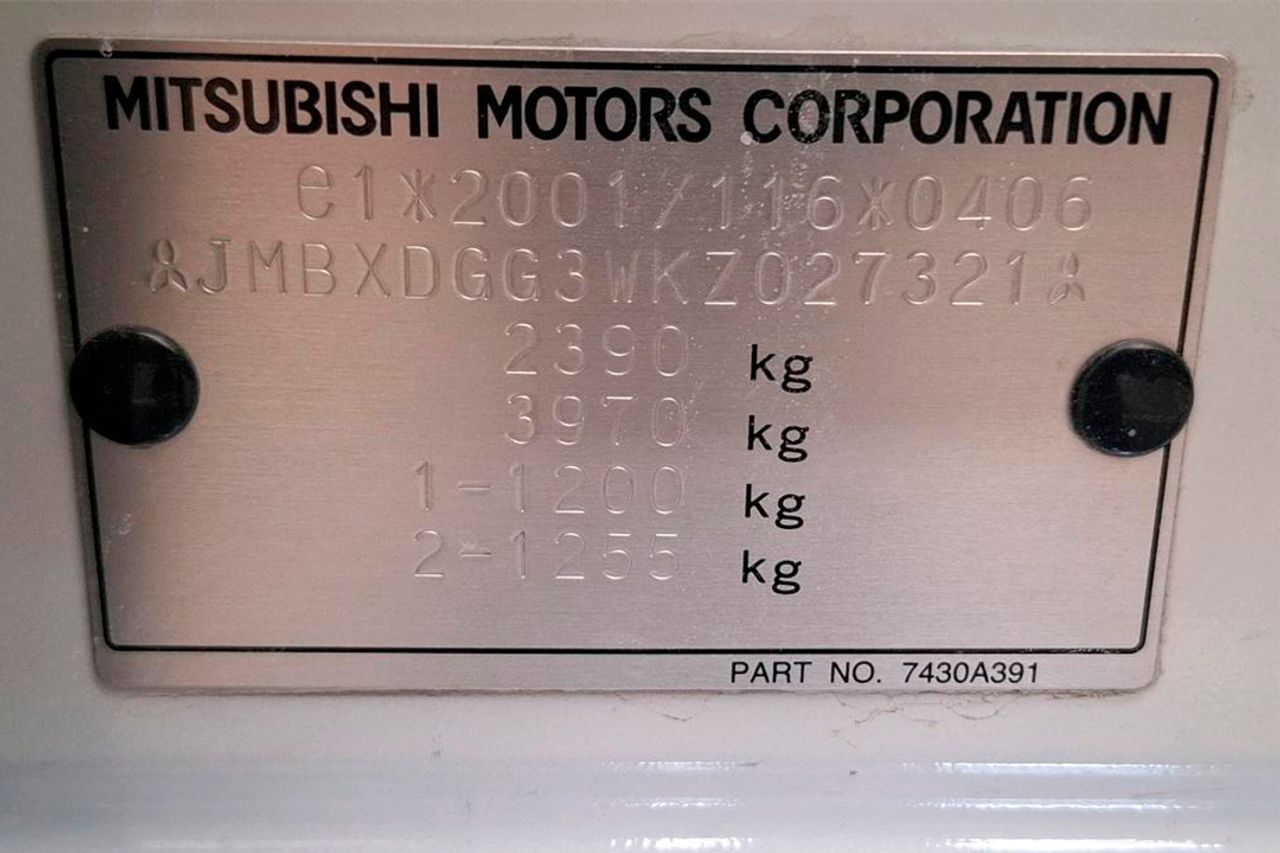 MITSUBISHI MOTORS CORPORATION
e1*2001/116*0406
JMBXDGG3WKZ027321
2390 kg
3970 kg
1-1200 kg
2-1255 kg
PART NO. 7430A391